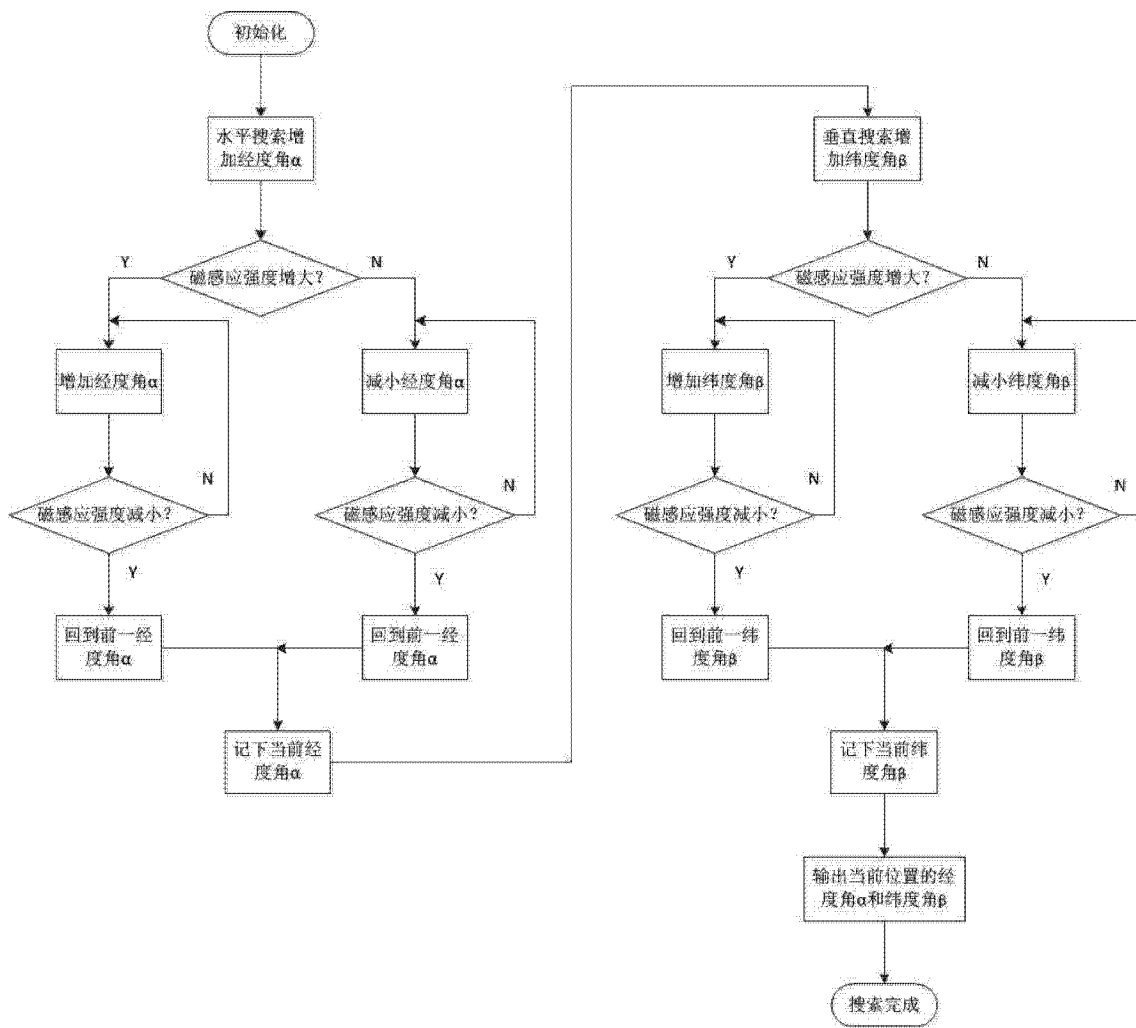 初始化
水平搜索增
加经度角α
磁感应强度增大?
Y
N
增加经度角α
减小经度角α
磁感应强度减小?
N
磁感应强度减小?
N
Y
Y
回到前一经
度角α
回到前一经
度角α
记下当前经
度角α
垂直搜索增
加纬度角β
磁感应强度增大?
Y
N
增加纬度角β
减小纬度角β
磁感应强度减小?
N
磁感应强度减小?
N
Y
Y
回到前一纬
度角β
回到前一纬
度角β
记下当前纬
度角β
输出当前位置的经
度角α和纬度角β
搜索完成